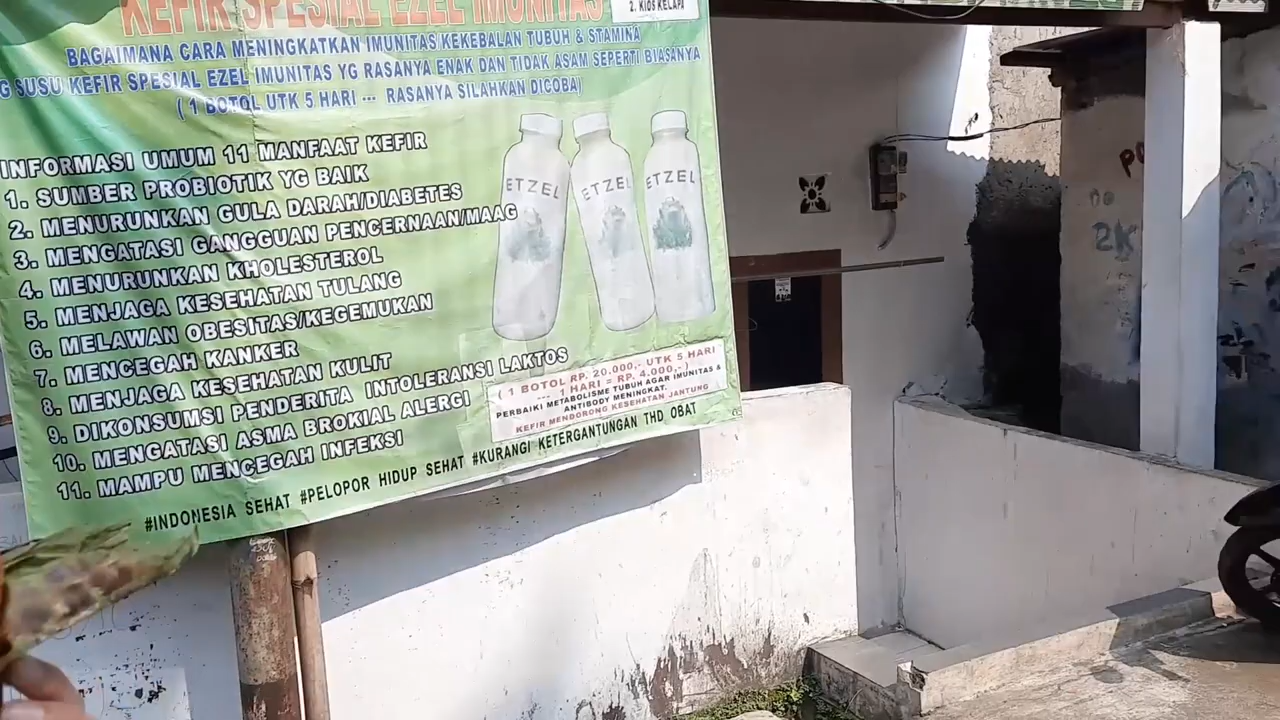 KEFIR SPESIAL EZEL IMUNITAS
2. KIOS KELAPA
BAGAIMANA CARA MENINGKATKAN IMUNITAS/KEKEBALAN TUBUH & STAMINA
G SUSU KEFIR SPESIAL EZEL IMUNITAS YG RASANYA ENAK DAN TIDAK ASAM SEPERTI BIASANYA
( 1 BOTOL UTK 5 HARI --- RASANYA SILAHKAN DICOBA)
INFORMASI UMUM 11 MANFAAT KEFIR
1. SUMBER PROBIOTIK YG BAIK
2. MENURUNKAN GULA DARAH/DIABETES
3. MENGATASI GANGGUAN PENCERNAAN/MAAG
4. MENURUNKAN KHOLESTEROL
5. MENJAGA KESEHATAN TULANG
6. MELAWAN OBESITAS/KEGEMUKAN
7. MENCEGAH KANKER
8. MENJAGA KESEHATAN KULIT
9. DIKONSUMSI PENDERITA INTOLERANSI LAKTOS
10. MENGATASI ASMA BROKIAL ALERGI
11. MAMPU MENCEGAH INFEKSI
ETZEL
ETZEL
ETZEL
( 1 BOTOL RP. 20.000,- UTK 5 HARI
--- 1 HARI = RP. 4.000,- )
PERBAIKI METABOLISME TUBUH AGAR IMUNITAS &
ANTIBODY MENINGKAT.
KEFIR MENDORONG KESEHATAN JANTUNG
#INDONESIA SEHAT #PELOPOR HIDUP SEHAT #KURANGI KETERGANTUNGAN THD OBAT
2K